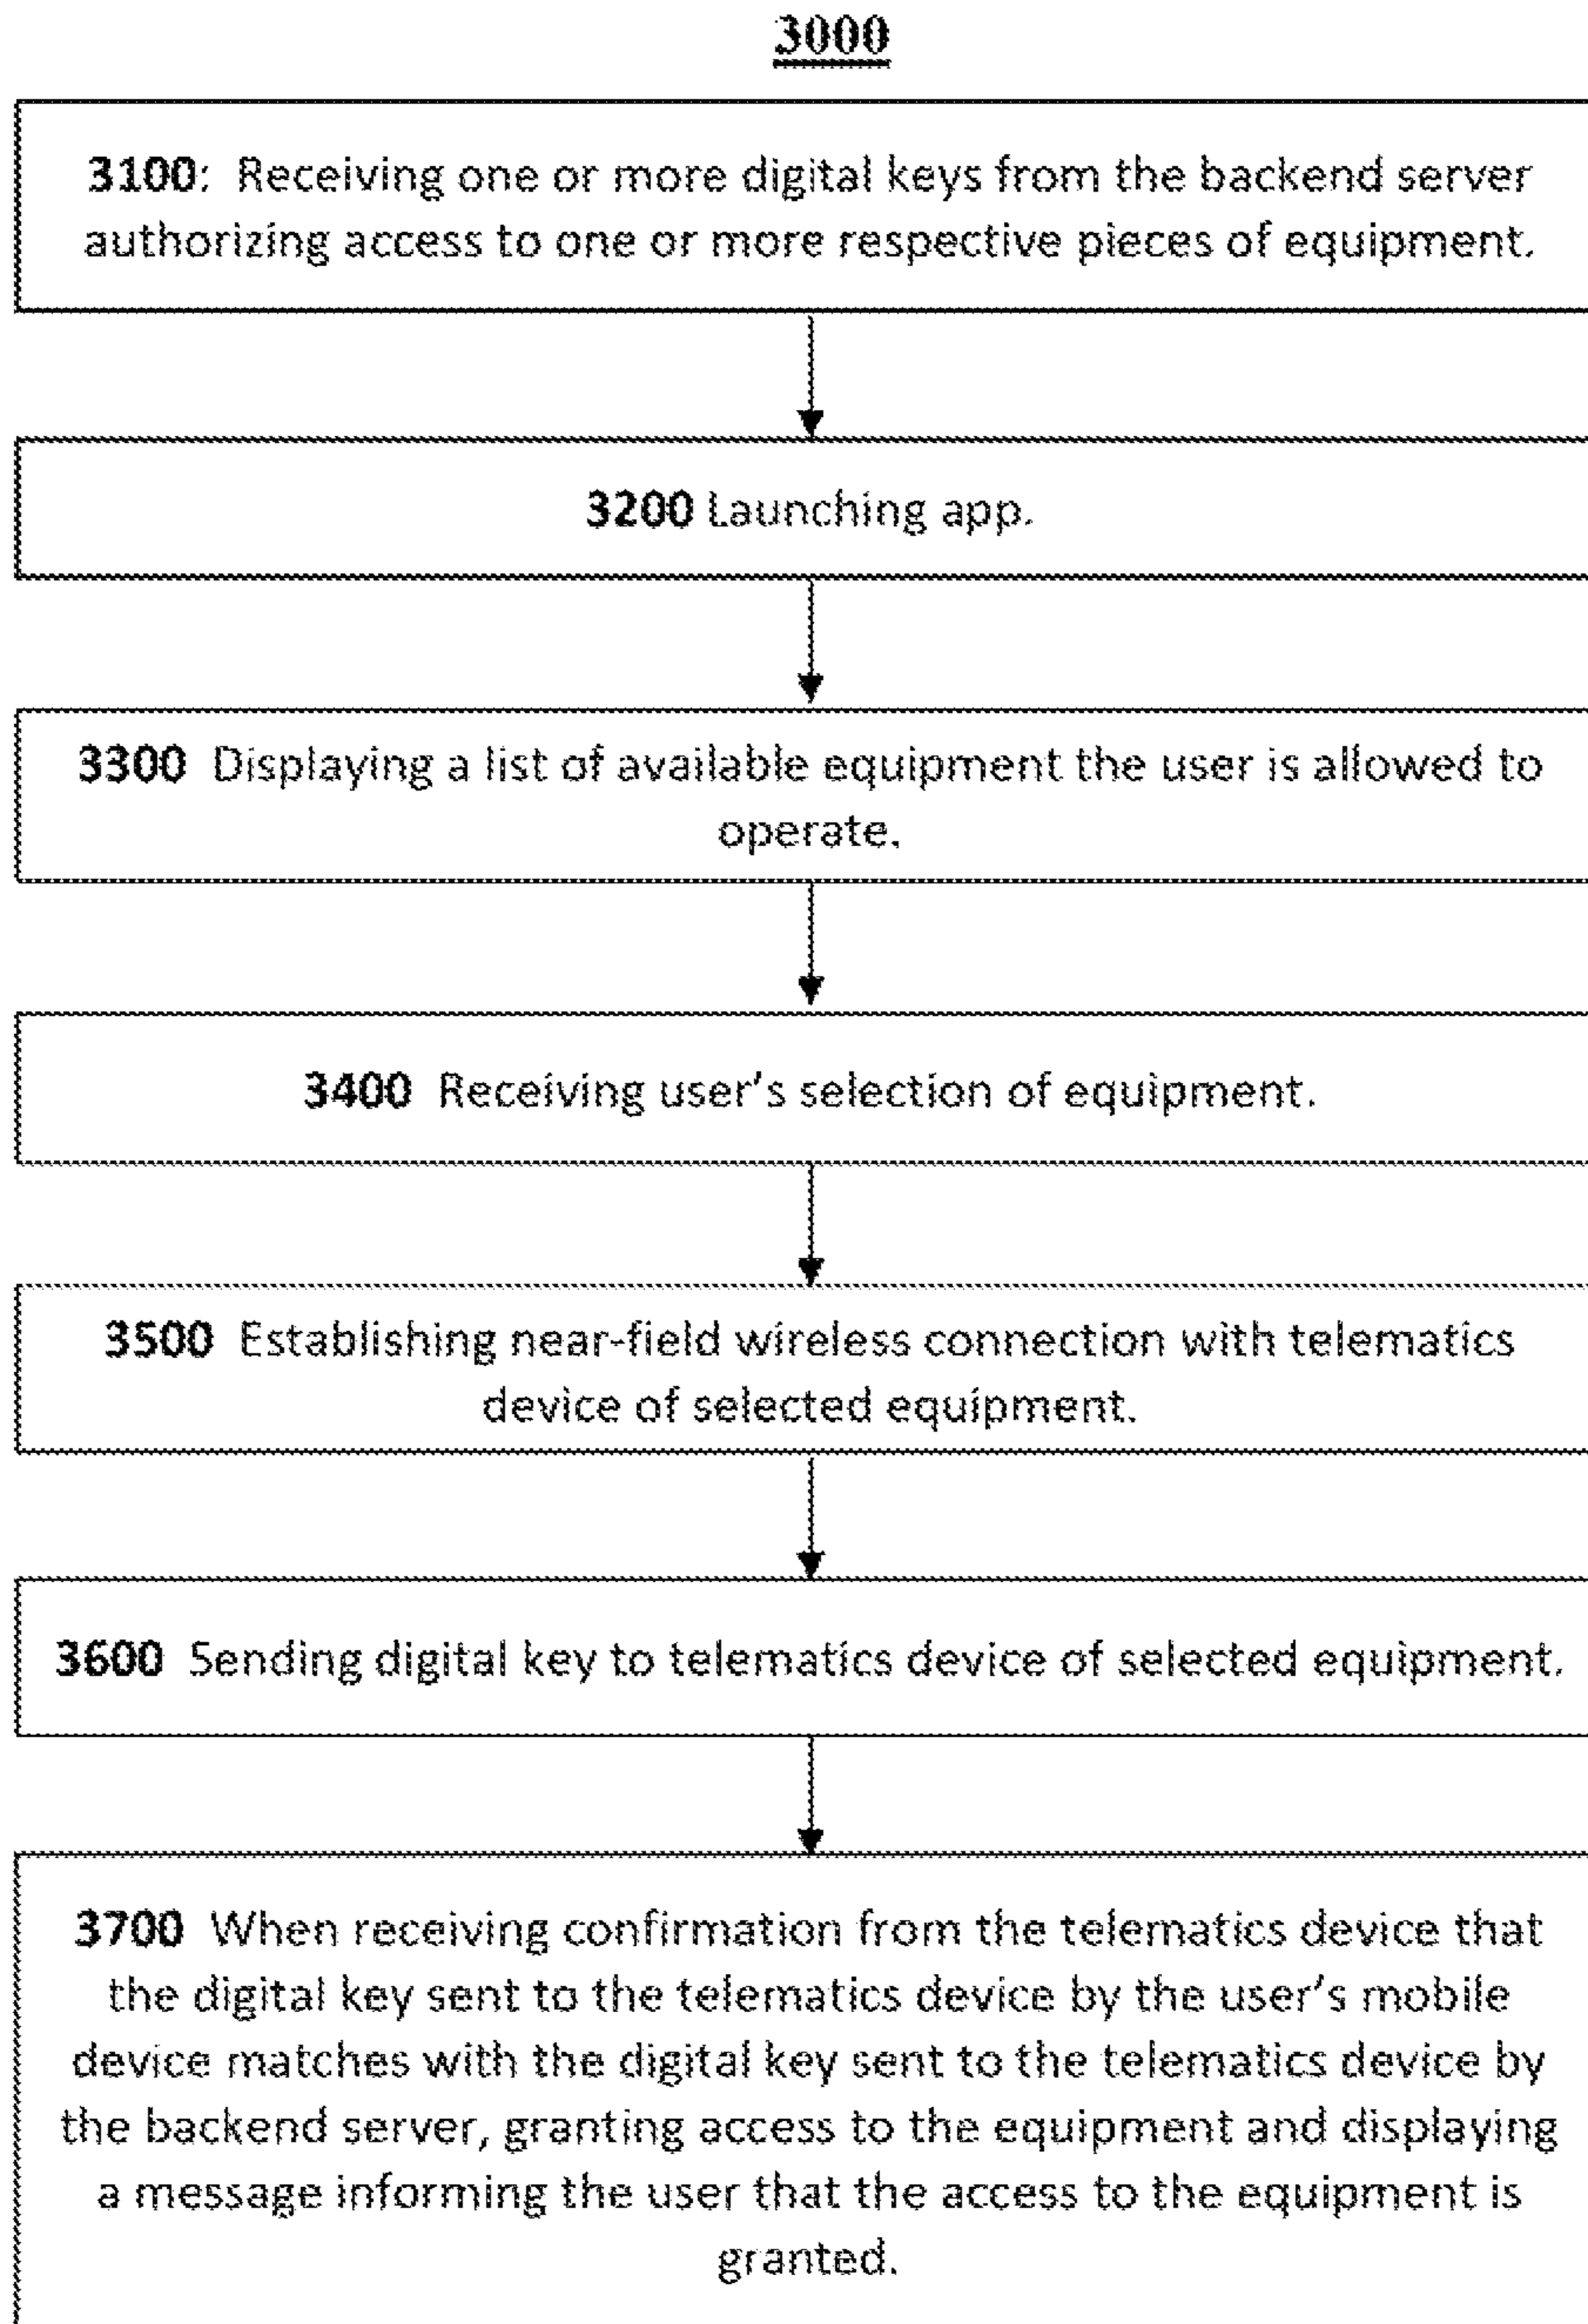 3000
3100: Receiving one or more digital keys from the backend server
authorizing access to one or more respective pieces of equipment.
3200 Launching app.
3300 Displaying a list of available equipment the user is allowed to
operate.
3400 Receiving user's selection of equipment.
3500 Establishing near-field wireless connection with telematics
device of selected equipment.
3600 Sending digital key to telematics device of selected equipment.
3700 When receiving confirmation from the telematics device that
the digital key sent to the telematics device by the user's mobile
device matches with the digital key sent to the telematics device by
the backend server, granting access to the equipment and displaying
a message informing the user that the access to the equipment is
granted.